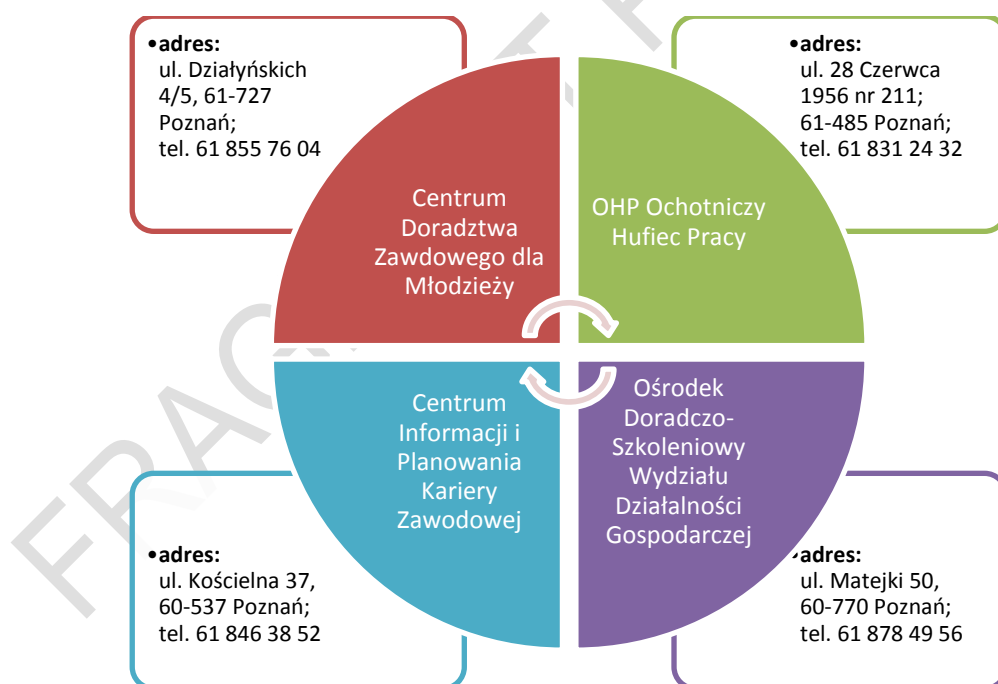 •adres:
ul. Działyńskich
4/5, 61-727
Poznań;
tel. 61 855 76 04
•adres:
ul. 28 Czerwca
1956 nr 211;
61-485 Poznań;
tel. 61 831 24 32
Centrum
Doradztwa
Zawdowego dla
Młodzieży
OHP Ochotniczy
Hufiec Pracy
Centrum
Informacji i
Planowania
Kariery
Zawodowej
Ośrodek
Doradczo-
Szkoleniowy
Wydziału
Działalności
Gospodarczej
•adres:
ul. Kościelna 37,
60-537 Poznań;
tel. 61 846 38 52
•adres:
ul. Matejki 50,
60-770 Poznań;
tel. 61 878 49 56